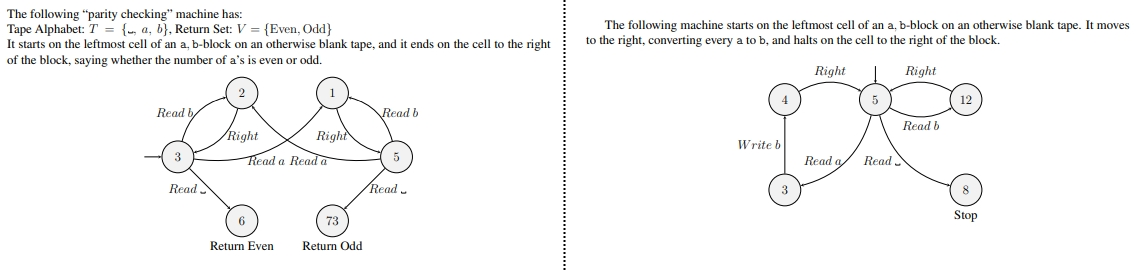 The following "parity checking" machine has:
Tape Alphabet: T = {␣, a, b}, Return Set: V = {Even, Odd}
It starts on the leftmost cell of an a, b-block on an otherwise blank tape, and it ends on the cell to the right
of the block, saying whether the number of a's is even or odd.
2
1
Read b
Read b
Right
Right
3
Read a
Read a
5
Read ␣
Read ␣
6
73
Return Even
Return Odd
The following machine starts on the leftmost cell of an a, b-block on an otherwise blank tape. It moves
to the right, converting every a to b, and halts on the cell to the right of the block.
Right
Right
4
5
12
Read b
Write b
Read a
Read ␣
3
8
Stop